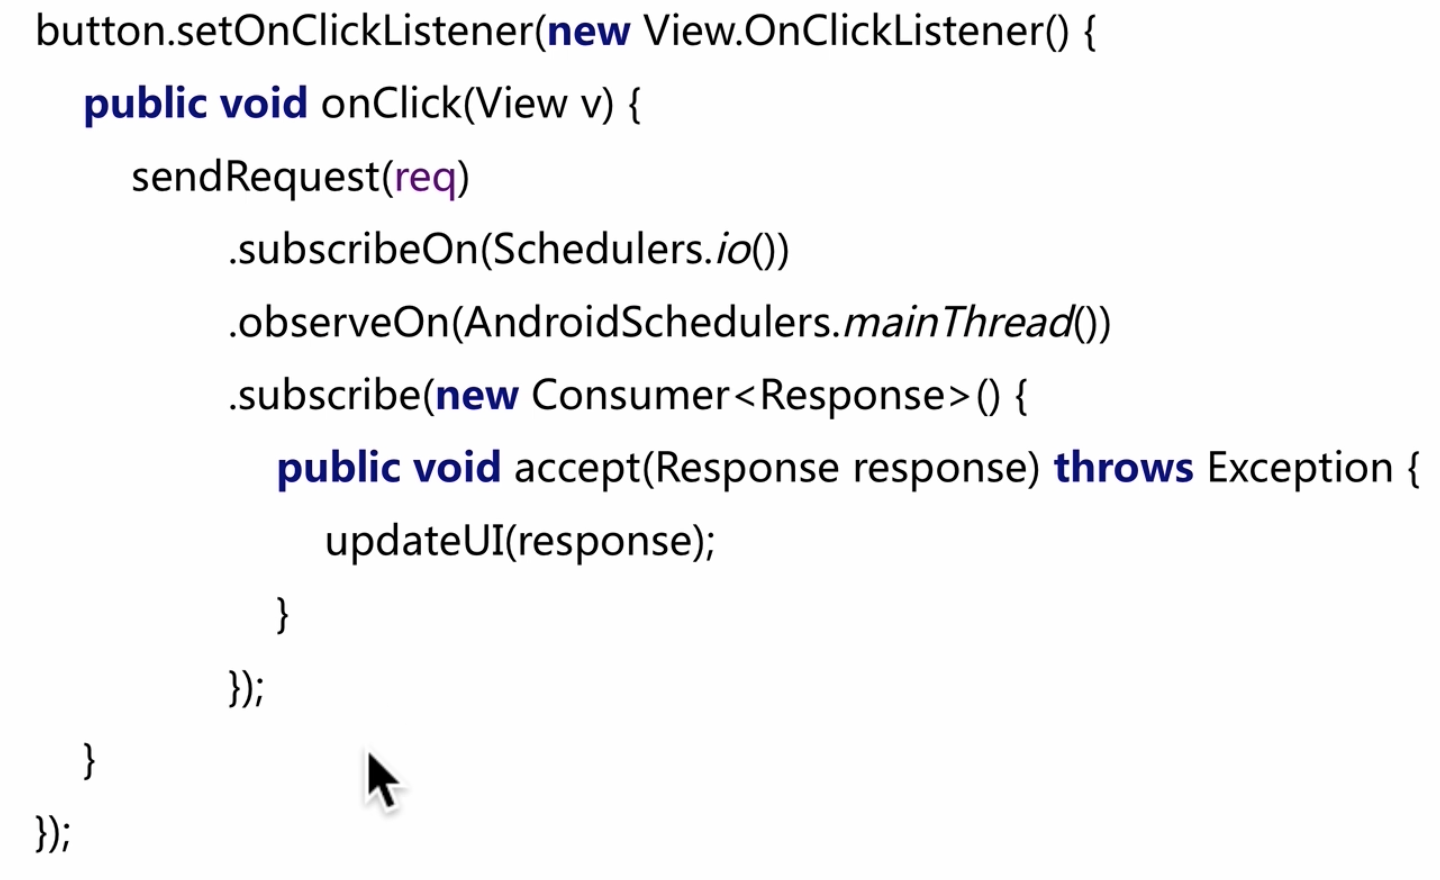 button.setOnClickListener(new View.OnClickListener() {
public void onClick(View v) {
sendRequest(req)
.subscribeOn(Schedulers.io())
.observeOn(AndroidSchedulers.mainThread())
.subscribe(new Consumer<Response>() {
public void accept(Response response) throws Exception {
updateUI(response);
}
});
}
});